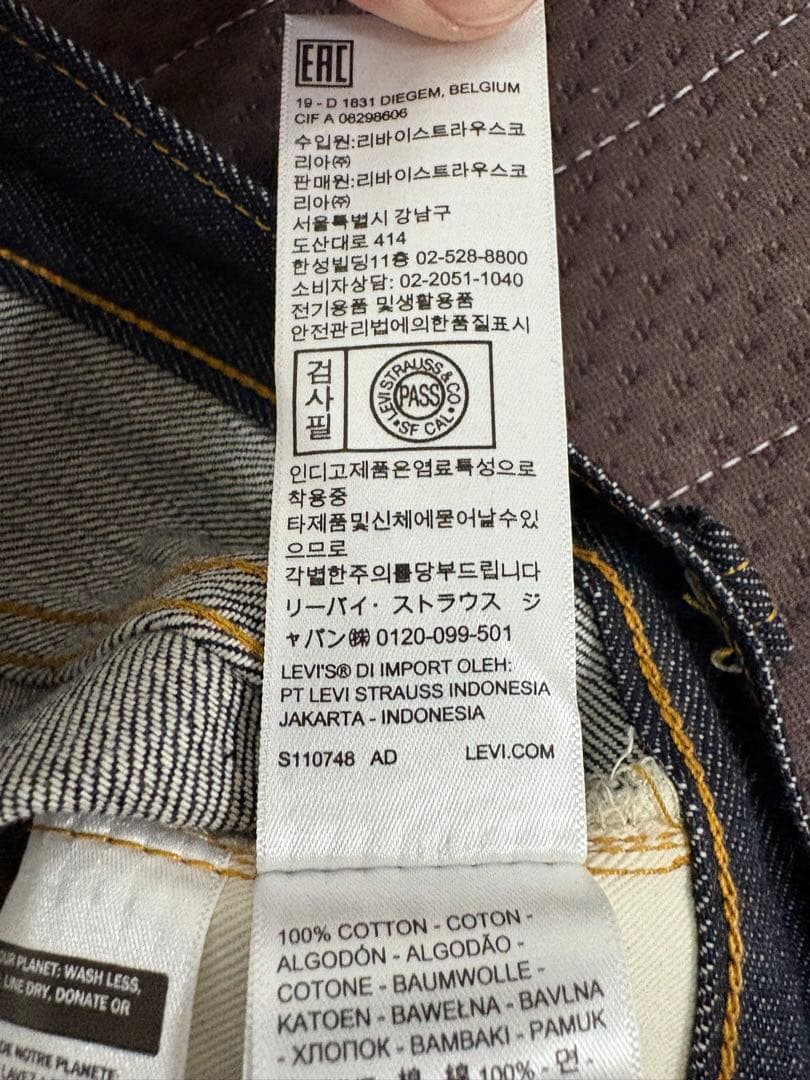 EAC
19 - D 1831 DIEGEM, BELGIUM
CIF A 08298606
수입원:리바이스트라우스코
리아㈜
판매원:리바이스트라우스코
리아㈜
서울특별시 강남구
도산대로 414
한성빌딩11층 02-528-8800
소비자상담: 02-2051-1040
전기용품 및생활용품
안전관리법에의한품질표시
검사필
LEVI STRAUSS & CO
PASS
SF CAL
인디고제품은염료특성으로
착용중
타제품및신체에묻어날수있
으므로
각별한주의를당부드립니다
リーバイ・ストラウス ジ
ャパン㈱ 0120-099-501
LEVI'S® DI IMPORT OLEH:
PT LEVI STRAUSS INDONESIA
JAKARTA - INDONESIA
S110748 AD LEVI.COM
100% COTTON - COTON -
ALGODÓN - ALGODÃO -
COTONE - BAUMWOLLE -
KATOEN - BAWEŁNA - BAVLNA
- ХЛОПОК - BAMBAKI - PAMUK
棉 綿 100% - 면 -
PLANET: WASH LESS,
LINE DRY, DONATE OR
DE NOTRE PLANÈTE: